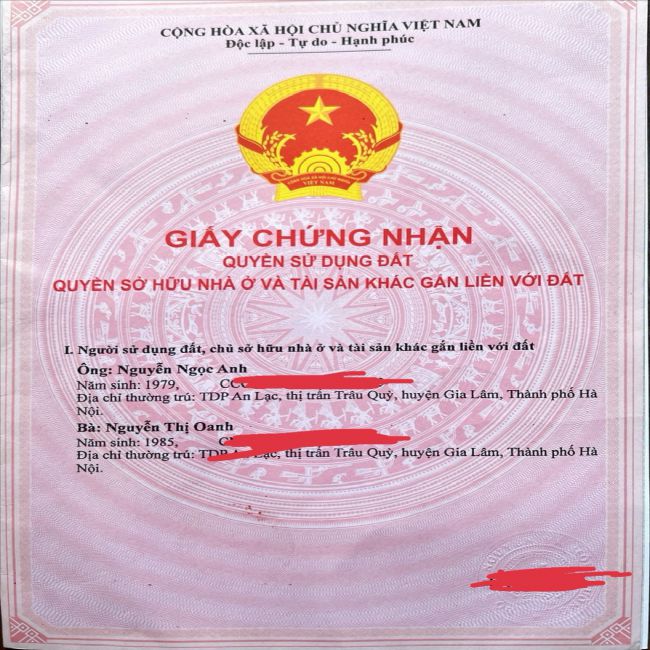 CỘNG HÒA XÃ HỘI CHỦ NGHĨA VIỆT NAM
Độc lập - Tự do - Hạnh phúc
VIỆT NAM
GIẤY CHỨNG NHẬN
QUYỀN SỬ DỤNG ĐẤT
QUYỀN SỞ HỮU NHÀ Ở VÀ TÀI SẢN KHÁC GẮN LIỀN VỚI ĐẤT
I. Người sử dụng đất, chủ sở hữu nhà ở và tài sản khác gắn liền với đất
Ông: Nguyễn Ngọc Anh
Năm sinh: 1979,
Địa chỉ thường trú: TDP An Lạc, thị trấn Trâu Quỳ, huyện Gia Lâm, Thành phố Hà
Nội.
Bà: Nguyễn Thị Oanh
Năm sinh: 1985,
Địa chỉ thường trú: TDP An Lạc, thị trấn Trâu Quỳ, huyện Gia Lâm, Thành phố Hà
Nội.